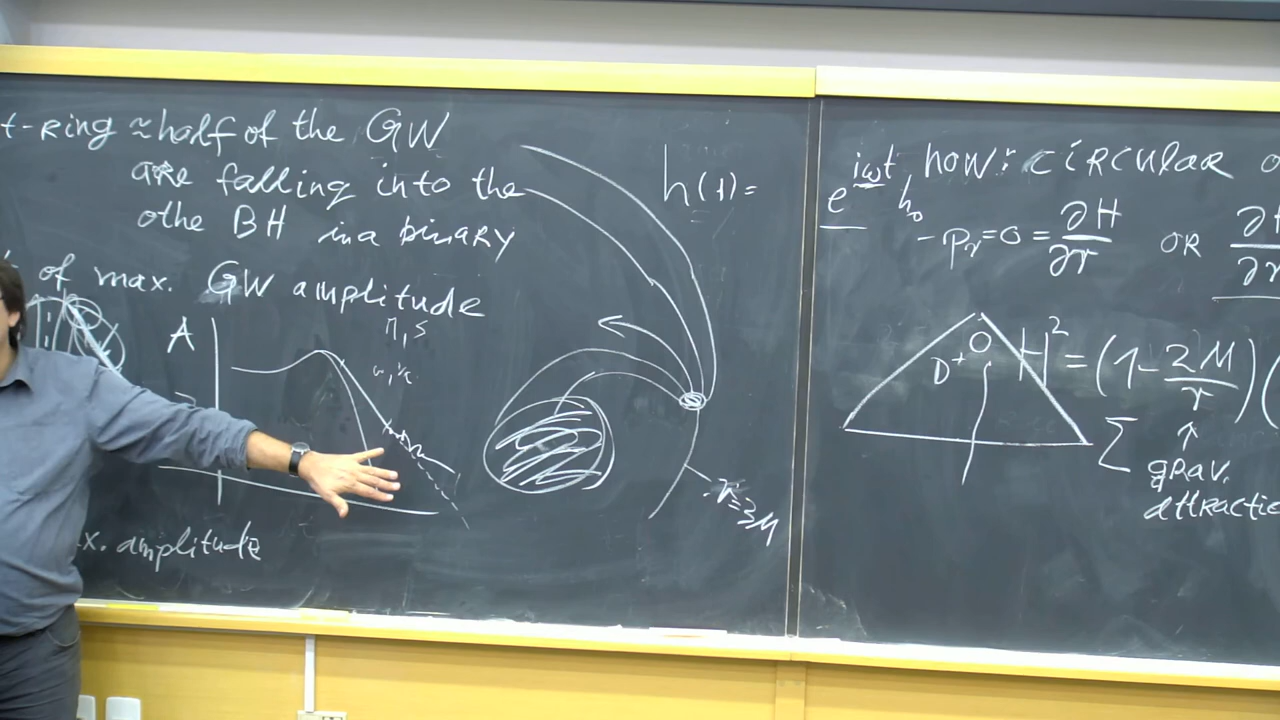 t-ring ≈ half of the GW
are falling into the
othe BH in a binary
of max. GW amplitude
A
M, S
x. amplitude
h(t) =
r=3M
e^{iωt} how: CIRCULAR O
h₀
-p_r=0 = ∂H/∂r OR ∂H/∂r
D⁺
H² = (1 - 2M/r)(
Σ
grav.
attractio